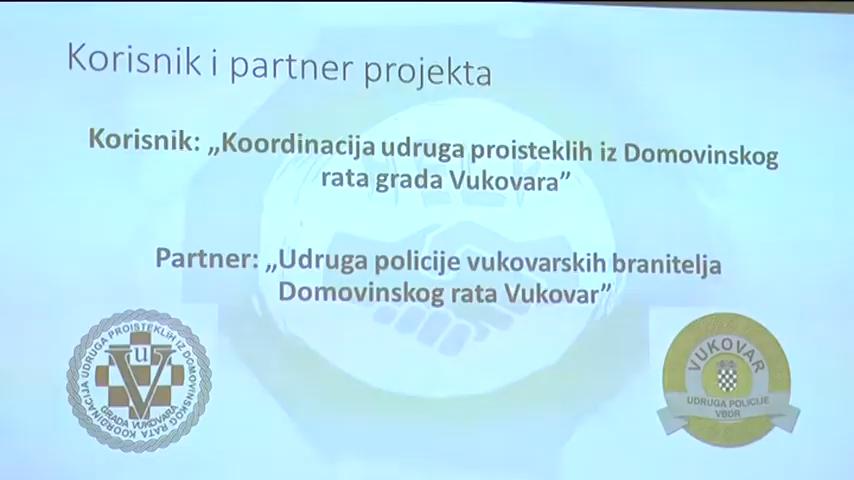 Korisnik i partner projekta
Korisnik: „Koordinacija udruga proisteklih iz Domovinskog
rata grada Vukovara”
Partner: „Udruga policije vukovarskih branitelja
Domovinskog rata Vukovar”
KOORDINACIJA UDRUGA PROISTEKLIH IZ DOMOVINSKOG RATA
V
u
GRADA VUKOVARA
VUKOVAR
UDRUGA POLICIJE
VBDR